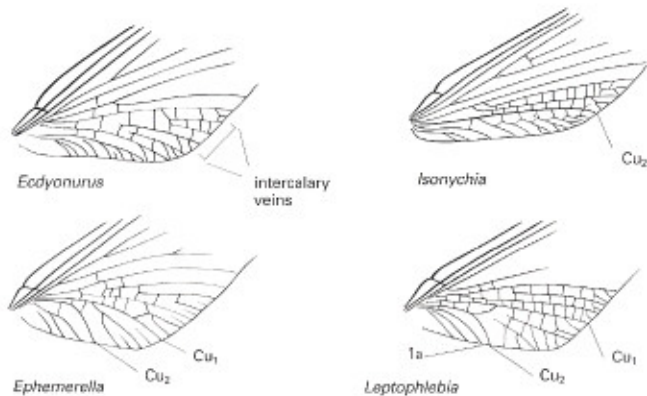 Ecdyonurus
intercalary
veins
Isonychia
Cu2
Ephemerella
Cu2
Cu1
Leptophlebia
1a
Cu2
Cu1